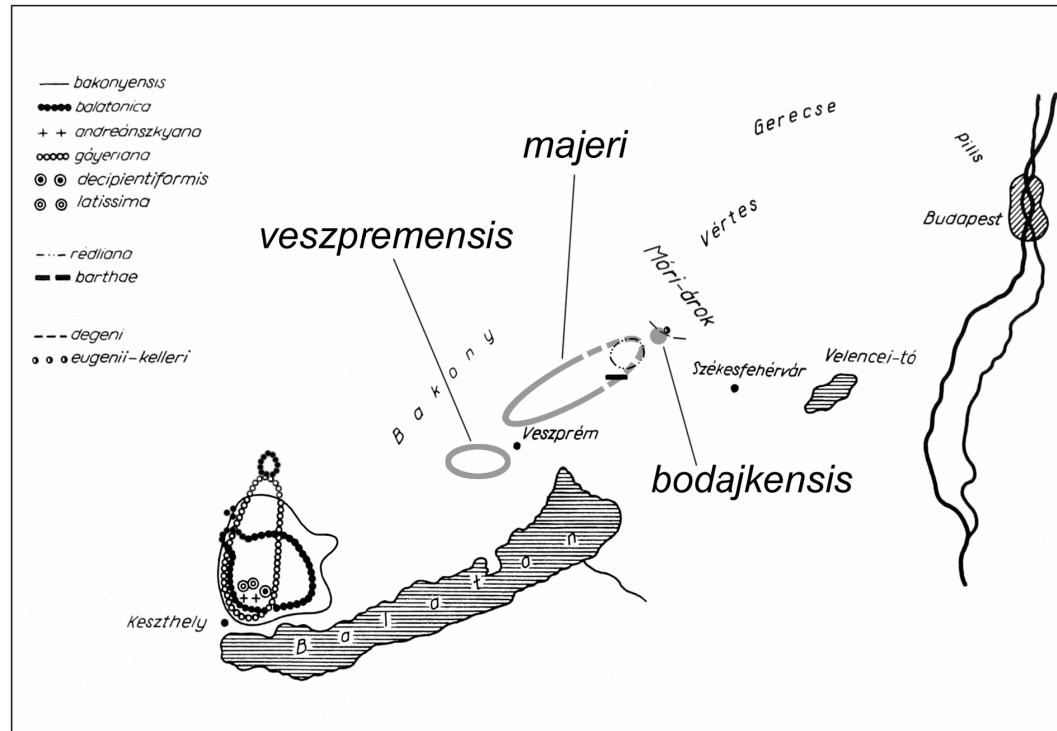 bakonyensis
balatonica
andreánszkyana
gáyeriana
decipientiformis
latissima
rédliana
barthae
degeni
eugenii-kelleri
Gerecse
Pilis
majeri
Budapest
Vértes
veszpremensis
Móri-árok
Bakony
Székesfehérvár
Velencei-tó
Veszprém
bodajkensis
Keszthely
Balaton